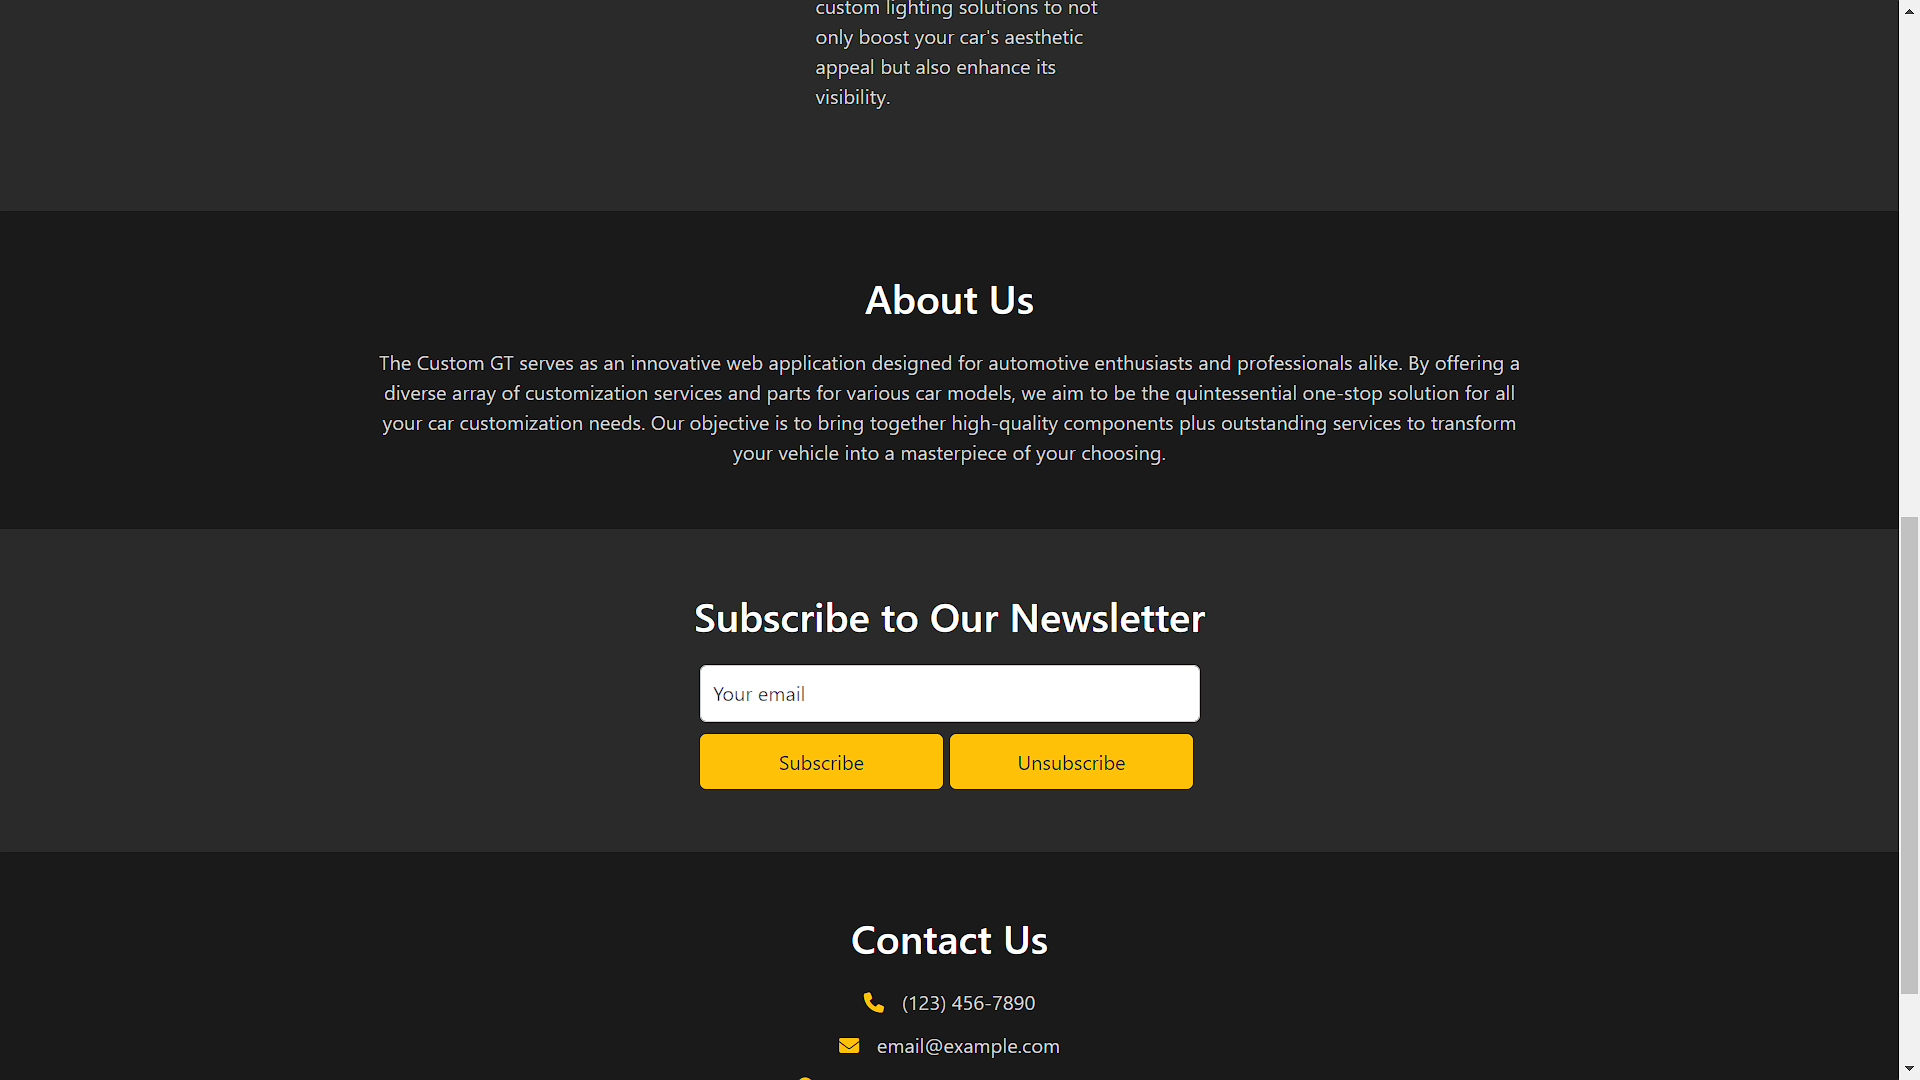 custom lighting solutions to not
only boost your car's aesthetic
appeal but also enhance its
visibility.
About Us
The Custom GT serves as an innovative web application designed for automotive enthusiasts and professionals alike. By offering a
diverse array of customization services and parts for various car models, we aim to be the quintessential one-stop solution for all
your car customization needs. Our objective is to bring together high-quality components plus outstanding services to transform
your vehicle into a masterpiece of your choosing.
Subscribe to Our Newsletter
Your email
Subscribe
Unsubscribe
Contact Us
(123) 456-7890
email@example.com